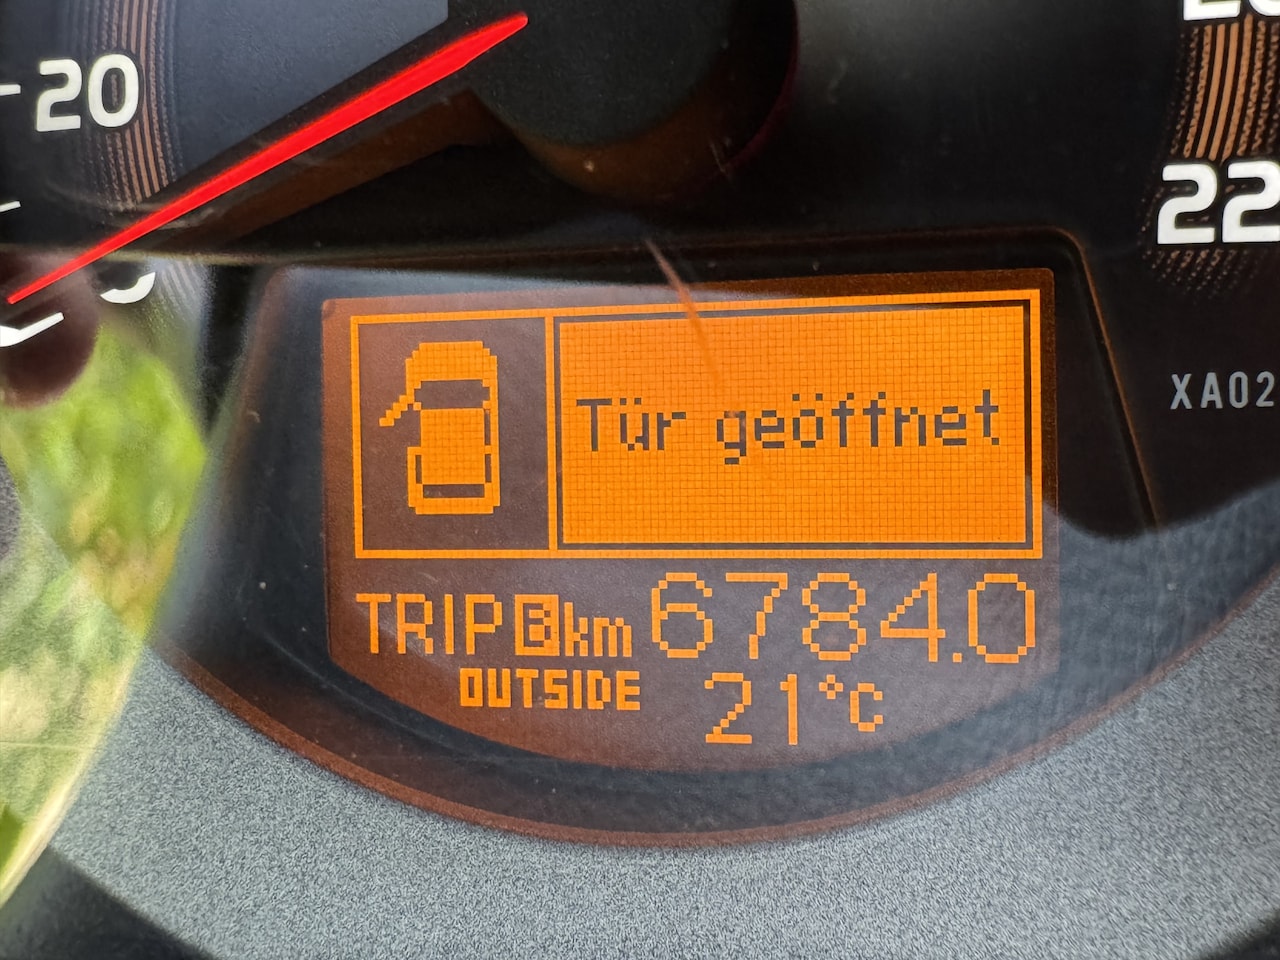 20
22
XA02
Tür geöffnet
TRIP B km 6784.0
OUTSIDE 21°C